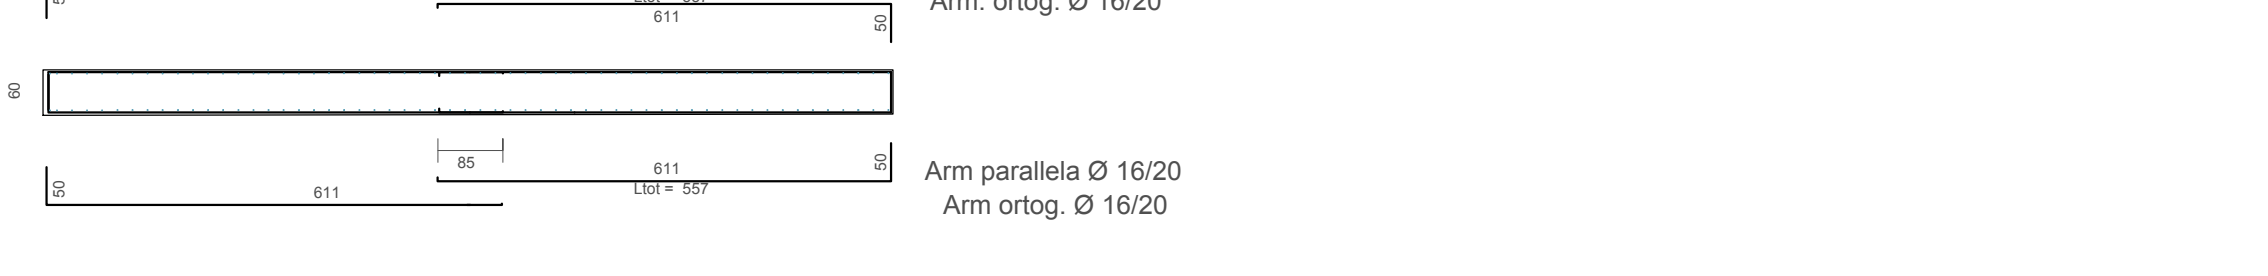 Arm. ortog. Ø 16/20
611
50
60
85
611
50
Arm parallela Ø 16/20
50
611
Ltot = 557
Arm ortog. Ø 16/20